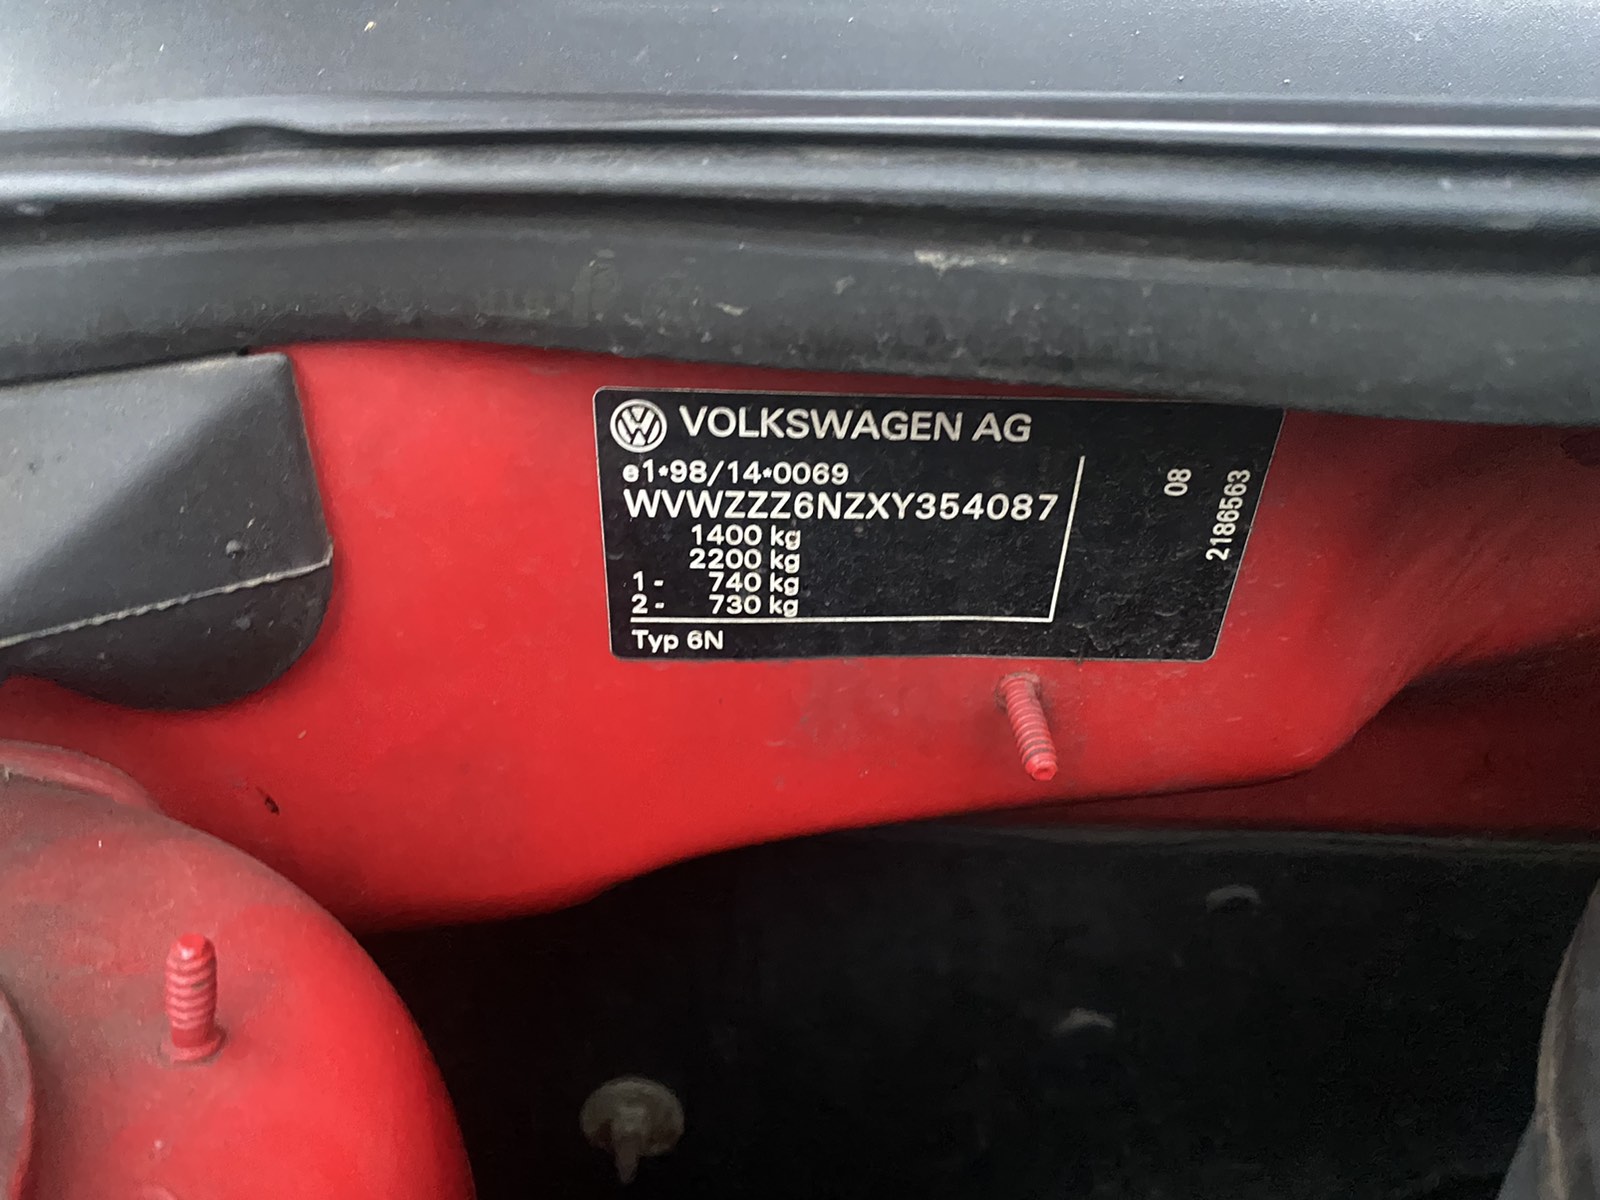 VOLKSWAGEN AG
e1*98/14*0069
WVWZZZ6NZXY354087
1400 kg
2200 kg
1- 740 kg
2- 730 kg
Typ 6N
08
2186563